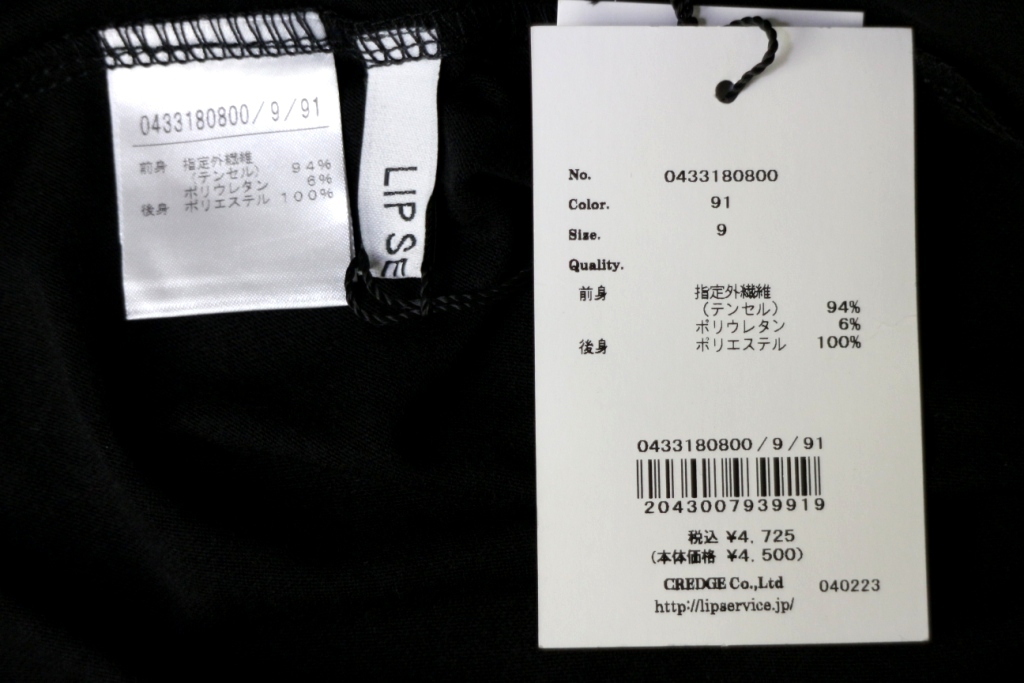 0433180800/9/91
前身 指定外繊維
(テンセル) 94%
ポリウレタン 6%
後身 ポリエステル 100%
LIP SE
No. 0433180800
Color. 91
Size. 9
Quality.
前身 指定外繊維
(テンセル) 94%
ポリウレタン 6%
後身 ポリエステル 100%
0433180800/9/91
2043007939919
税込 ¥4,725
(本体価格 ¥4,500)
CREDGE Co.,Ltd 040223
http://lipservice.jp/